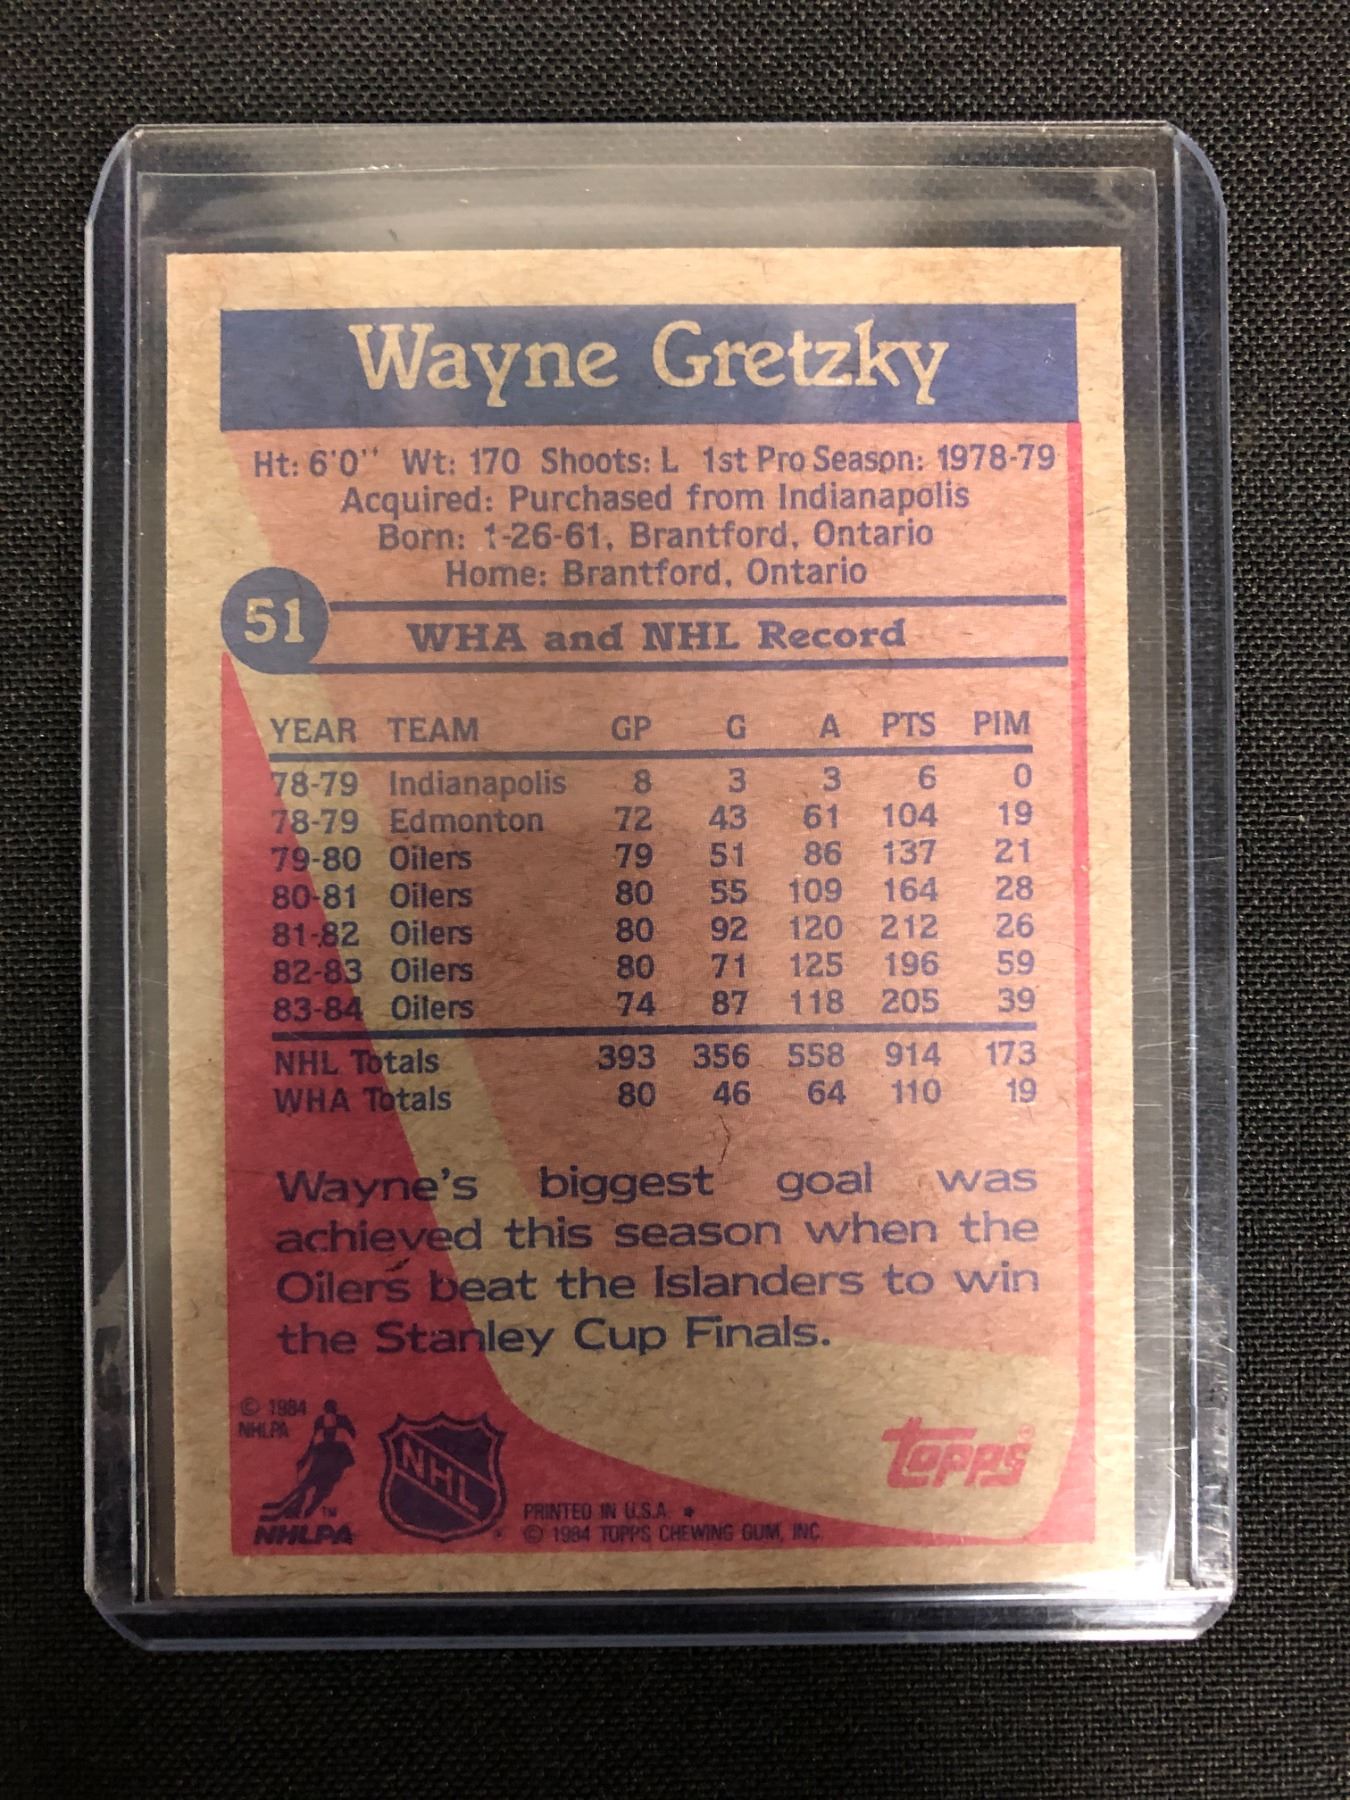 Wayne Gretzky
Ht: 6'0'' Wt: 170 Shoots: L 1st Pro Season: 1978-79
Acquired: Purchased from Indianapolis
Born: 1-26-61, Brantford, Ontario
Home: Brantford, Ontario
51
WHA and NHL Record
YEAR TEAM GP G A PTS PIM
78-79 Indianapolis 8 3 3 6 0
78-79 Edmonton 72 43 61 104 19
79-80 Oilers 79 51 86 137 21
80-81 Oilers 80 55 109 164 28
81-82 Oilers 80 92 120 212 26
82-83 Oilers 80 71 125 196 59
83-84 Oilers 74 87 118 205 39
NHL Totals 393 356 558 914 173
WHA Totals 80 46 64 110 19
Wayne's biggest goal was
achieved this season when the
Oilers beat the Islanders to win
the Stanley Cup Finals.
© 1984
NHLPA
TM
NHLPA
NHL
PRINTED IN U.S.A. *
© 1984 TOPPS CHEWING GUM, INC.
topps®